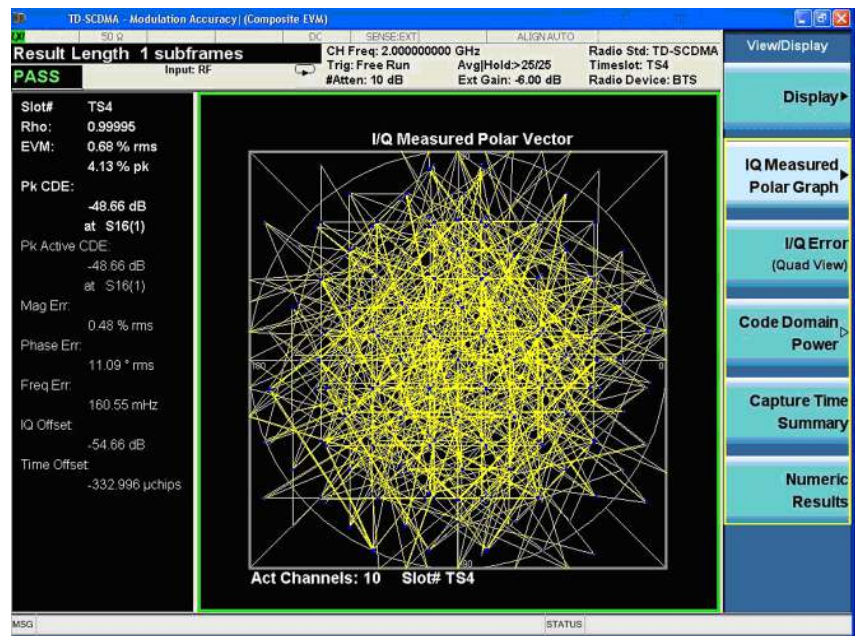 TD-SCDMA - Modulation Accuracy| (Composite EVM)
50 Ω DC SENSE:EXT ALIGN AUTO
Result Length 1 subframes
PASS
Input: RF
CH Freq: 2.000000000 GHz
Trig: Free Run
#Atten: 10 dB
Avg|Hold:>25/25
Ext Gain: -6.00 dB
Radio Std: TD-SCDMA
Timeslot: TS4
Radio Device: BTS
Slot# TS4
Rho: 0.99995
EVM: 0.68 % rms
4.13 % pk
Pk CDE:
-48.66 dB
at S16(1)
Pk Active CDE:
-48.66 dB
at S16(1)
Mag Err:
0.48 % rms
Phase Err:
11.09 ° rms
Freq Err:
160.55 mHz
IQ Offset:
-54.66 dB
Time Offset:
-332.996 µchips
I/Q Measured Polar Vector
180
0
-90
Act Channels: 10 Slot# TS4
View/Display
Display
IQ Measured
Polar Graph
I/Q Error
(Quad View)
Code Domain
Power
Capture Time
Summary
Numeric
Results
MSG
STATUS